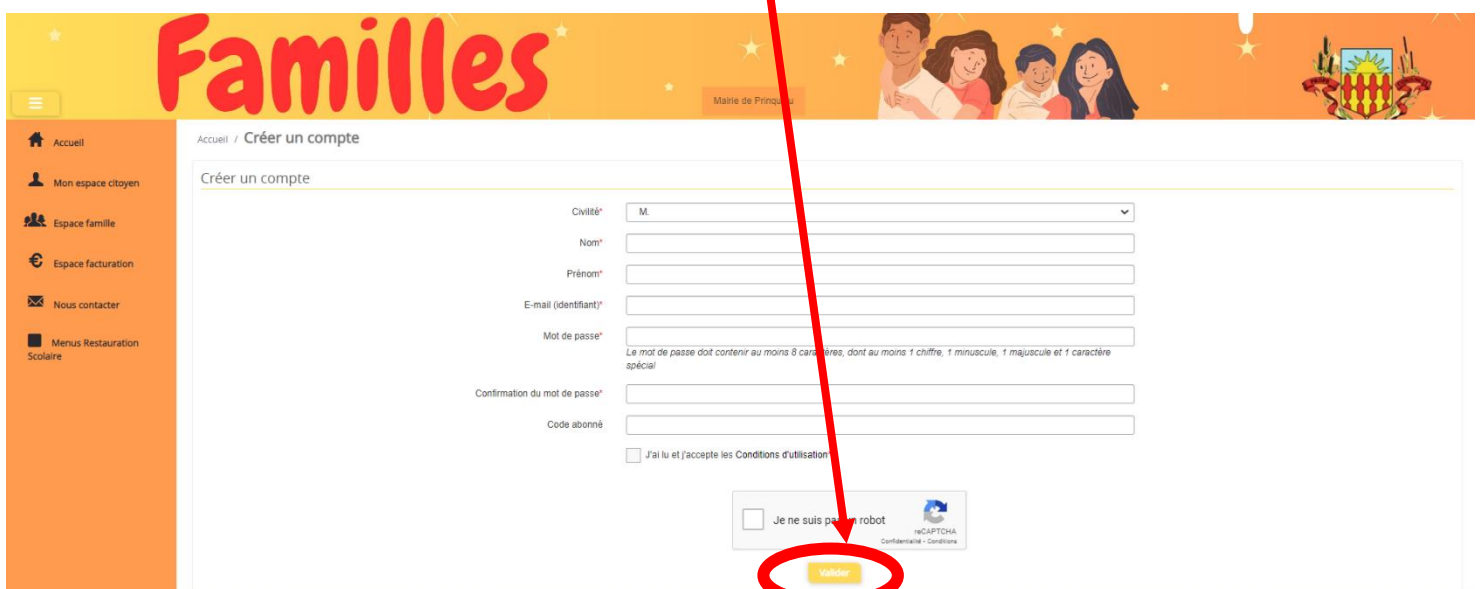 Familles
Mairie de Prinquiau
Accueil
Mon espace citoyen
Espace famille
Espace facturation
Nous contacter
Menus Restauration
Scolaire
Accueil / Créer un compte
Créer un compte
Civilité* M.
Nom*
Prénom*
E-mail (identifiant)*
Mot de passe*
Le mot de passe doit contenir au moins 8 caractères, dont au moins 1 chiffre, 1 minuscule, 1 majuscule et 1 caractère
spécial
Confirmation du mot de passe*
Code abonné
J'ai lu et j'accepte les Conditions d'utilisation*
Je ne suis pas un robot
reCAPTCHA
Confidentialité - Conditions
Valider